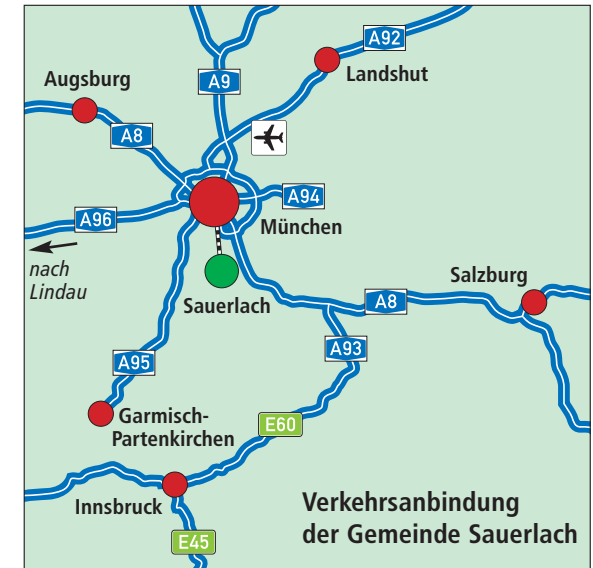 A92
A9
Landshut
Augsburg
A8
A94
A96
München
nach
Lindau
Salzburg
Sauerlach
A8
A93
A95
Garmisch-
Partenkirchen
E60
Innsbruck
Verkehrsanbindung
der Gemeinde Sauerlach
E45